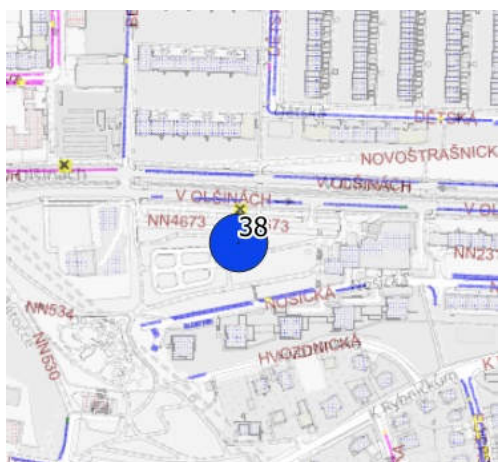 DĚTSKÁ
NOVOŠTRAŠNICK
V OLŠINÁCH
V OLŠINÁCH
V OL
NN4673
38
673
NN23
NOSICKÁ
NN534
HVOZDNICKÁ
NN530
K Rybníčkům
K